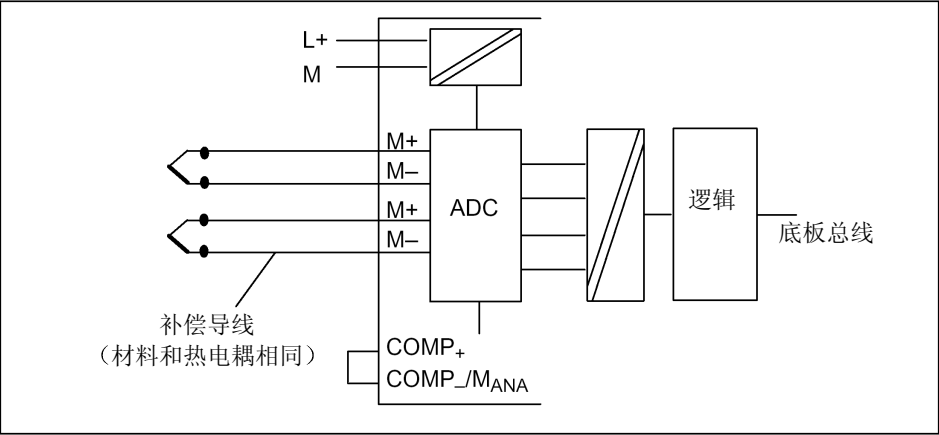 L+
M
M+
M–
M+
M–
ADC
逻辑
底板总线
补偿导线
（材料和热电耦相同）
COMP+
COMP–/MANA